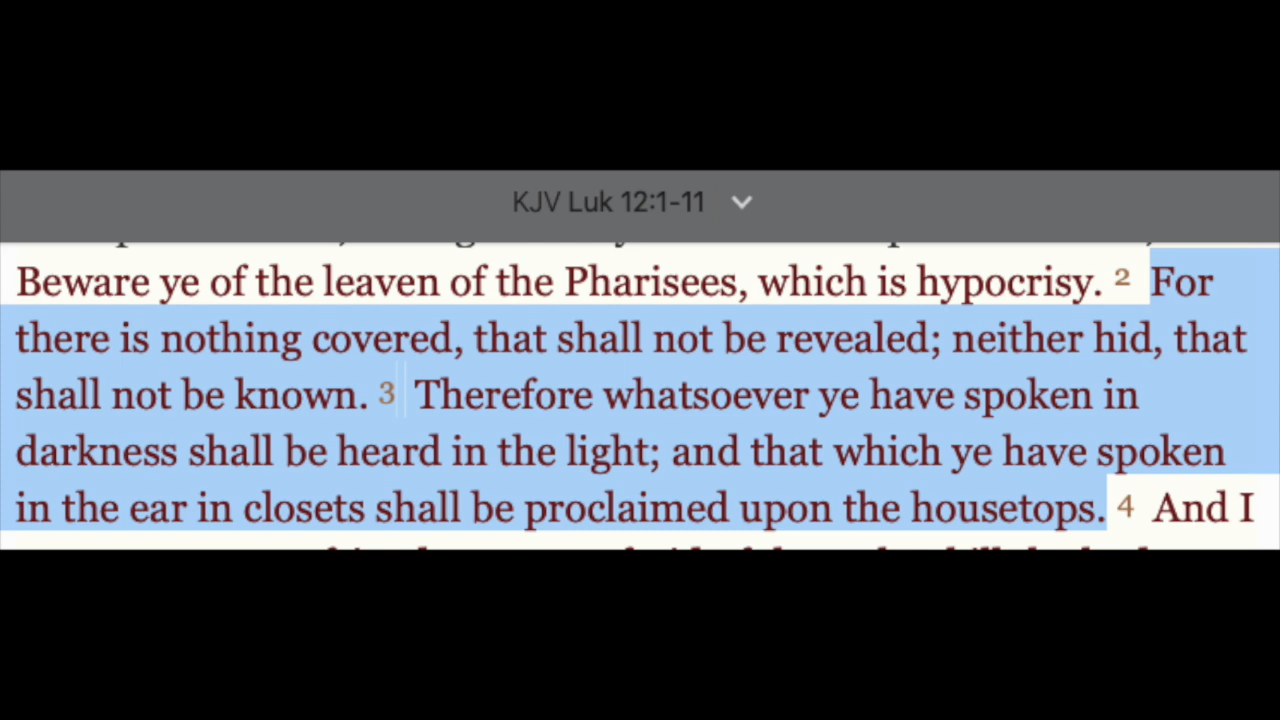 KJV Luk 12:1-11
Beware ye of the leaven of the Pharisees, which is hypocrisy. 2 For
there is nothing covered, that shall not be revealed; neither hid, that
shall not be known. 3 Therefore whatsoever ye have spoken in
darkness shall be heard in the light; and that which ye have spoken
in the ear in closets shall be proclaimed upon the housetops. 4 And I